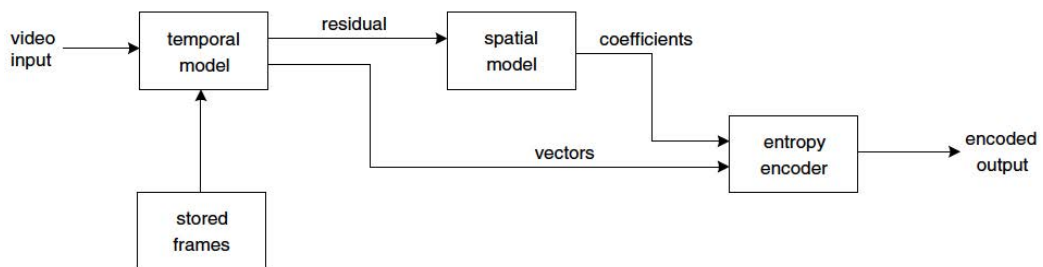 video
input
temporal
model
residual
spatial
model
coefficients
vectors
entropy
encoder
encoded
output
stored
frames